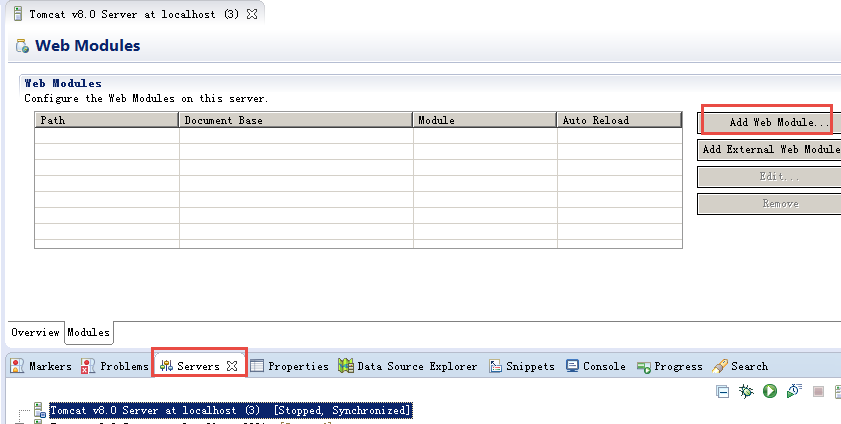 Tomcat v8.0 Server at localhost (3)
Web Modules
Web Modules
Configure the Web Modules on this server.
Path Document Base Module Auto Reload
Add Web Module...
Add External Web Module
Edit...
Remove
Overview Modules
Markers Problems Servers Properties Data Source Explorer Snippets Console Progress Search
Tomcat v8.0 Server at localhost (3) [Stopped, Synchronized]